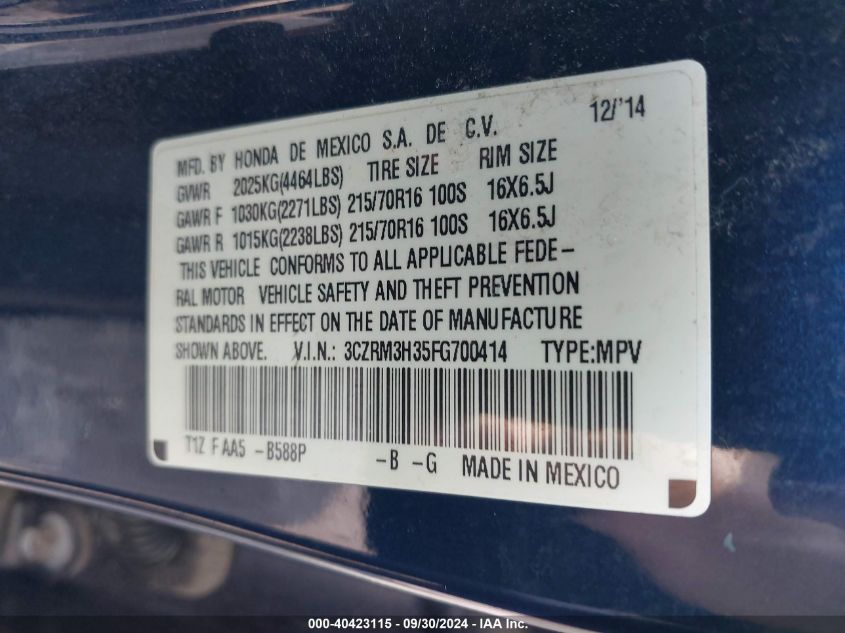 MFD. BY HONDA DE MEXICO S.A. DE C.V. 12/'14
GVWR 2025KG(4464LBS) TIRE SIZE RIM SIZE
GAWR F 1030KG(2271LBS) 215/70R16 100S 16X6.5J
GAWR R 1015KG(2238LBS) 215/70R16 100S 16X6.5J
THIS VEHICLE CONFORMS TO ALL APPLICABLE FEDE-
RAL MOTOR VEHICLE SAFETY AND THEFT PREVENTION
STANDARDS IN EFFECT ON THE DATE OF MANUFACTURE
SHOWN ABOVE. V.I.N.: 3CZRM3H35FG700414 TYPE:MPV
T1Z F AA5 -B588P -B -G MADE IN MEXICO
000-40423115 - 09/30/2024 - IAA Inc.